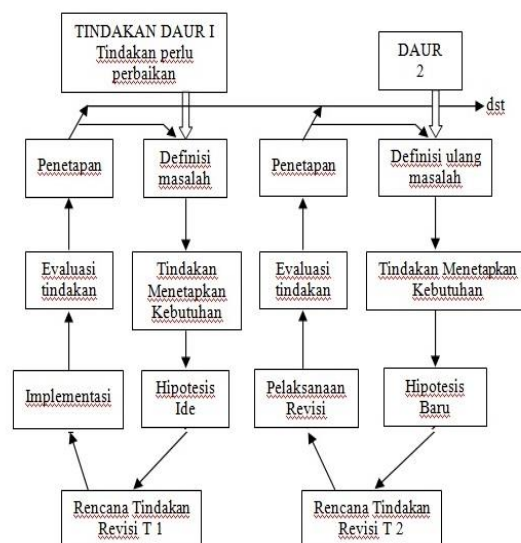 TINDAKAN DAUR I
Tindakan perlu
perbaikan
DAUR
2
dst
Penetapan
Definisi
masalah
Penetapan
Definisi ulang
masalah
Evaluasi
tindakan
Tindakan
Menetapkan
Kebutuhan
Evaluasi
tindakan
Tindakan Menetapkan
Kebutuhan
Implementasi
Hipotesis
Ide
Pelaksanaan
Revisi
Hipotesis
Baru
Rencana Tindakan
Revisi T 1
Rencana Tindakan
Revisi T 2